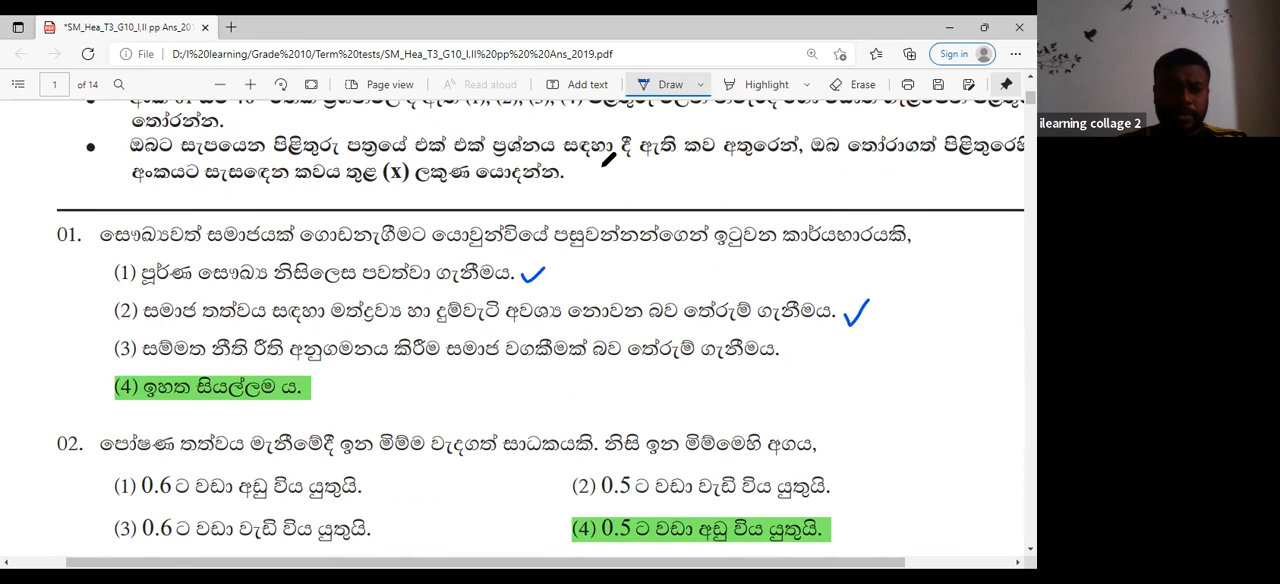 *SM_Hea_T3_G10_I,II pp Ans_201
File D:/I%20learning/Grade%2010/Term%20tests/SM_Hea_T3_G10_I.II%20pp%20%20Ans_2019.pdf
Sign in
1 of 14
Page view
Read aloud
Add text
Draw
Highlight
Erase
ilearning collage 2
තෝරන්න.
● ඔබට සැපයෙන පිළිතුරු පත්‍රයේ එක් එක් ප්‍රශ්නය සඳහා දී ඇති කව අතුරෙන්, ඔබ තෝරාගත්
අංකයට සැසඳෙන කවය තුළ (x) ලකුණ යොදන්න.
01. සෞඛ්‍යවත් සමාජයක් ගොඩනැගීමට යොවුන්වියේ පසුවන්නන්ගෙන් ඉටුවන කාර්යභාරයකි,
(1) පූර්ණ සෞඛ්‍ය නිසිලෙස පවත්වා ගැනීමය.
(2) සමාජ තත්වය සඳහා මත්ද්‍රව්‍ය හා දුම්වැටි අවශ්‍ය නොවන බව තේරුම් ගැනීමය.
(3) සම්මත නීති රීති අනුගමනය කිරීම සමාජ වගකීමක් බව තේරුම් ගැනීමය.
(4) ඉහත සියල්ලම ය.
02. පෝෂණ තත්වය මැනීමේදී ඉන මිම්ම වැදගත් සාධකයකි. නිසි ඉන මිම්මෙහි අගය,
(1) 0.6 ට වඩා අඩු විය යුතුයි.
(2) 0.5 ට වඩා වැඩි විය යුතුයි.
(3) 0.6 ට වඩා වැඩි විය යුතුයි.
(4) 0.5 ට වඩා අඩු විය යුතුයි.